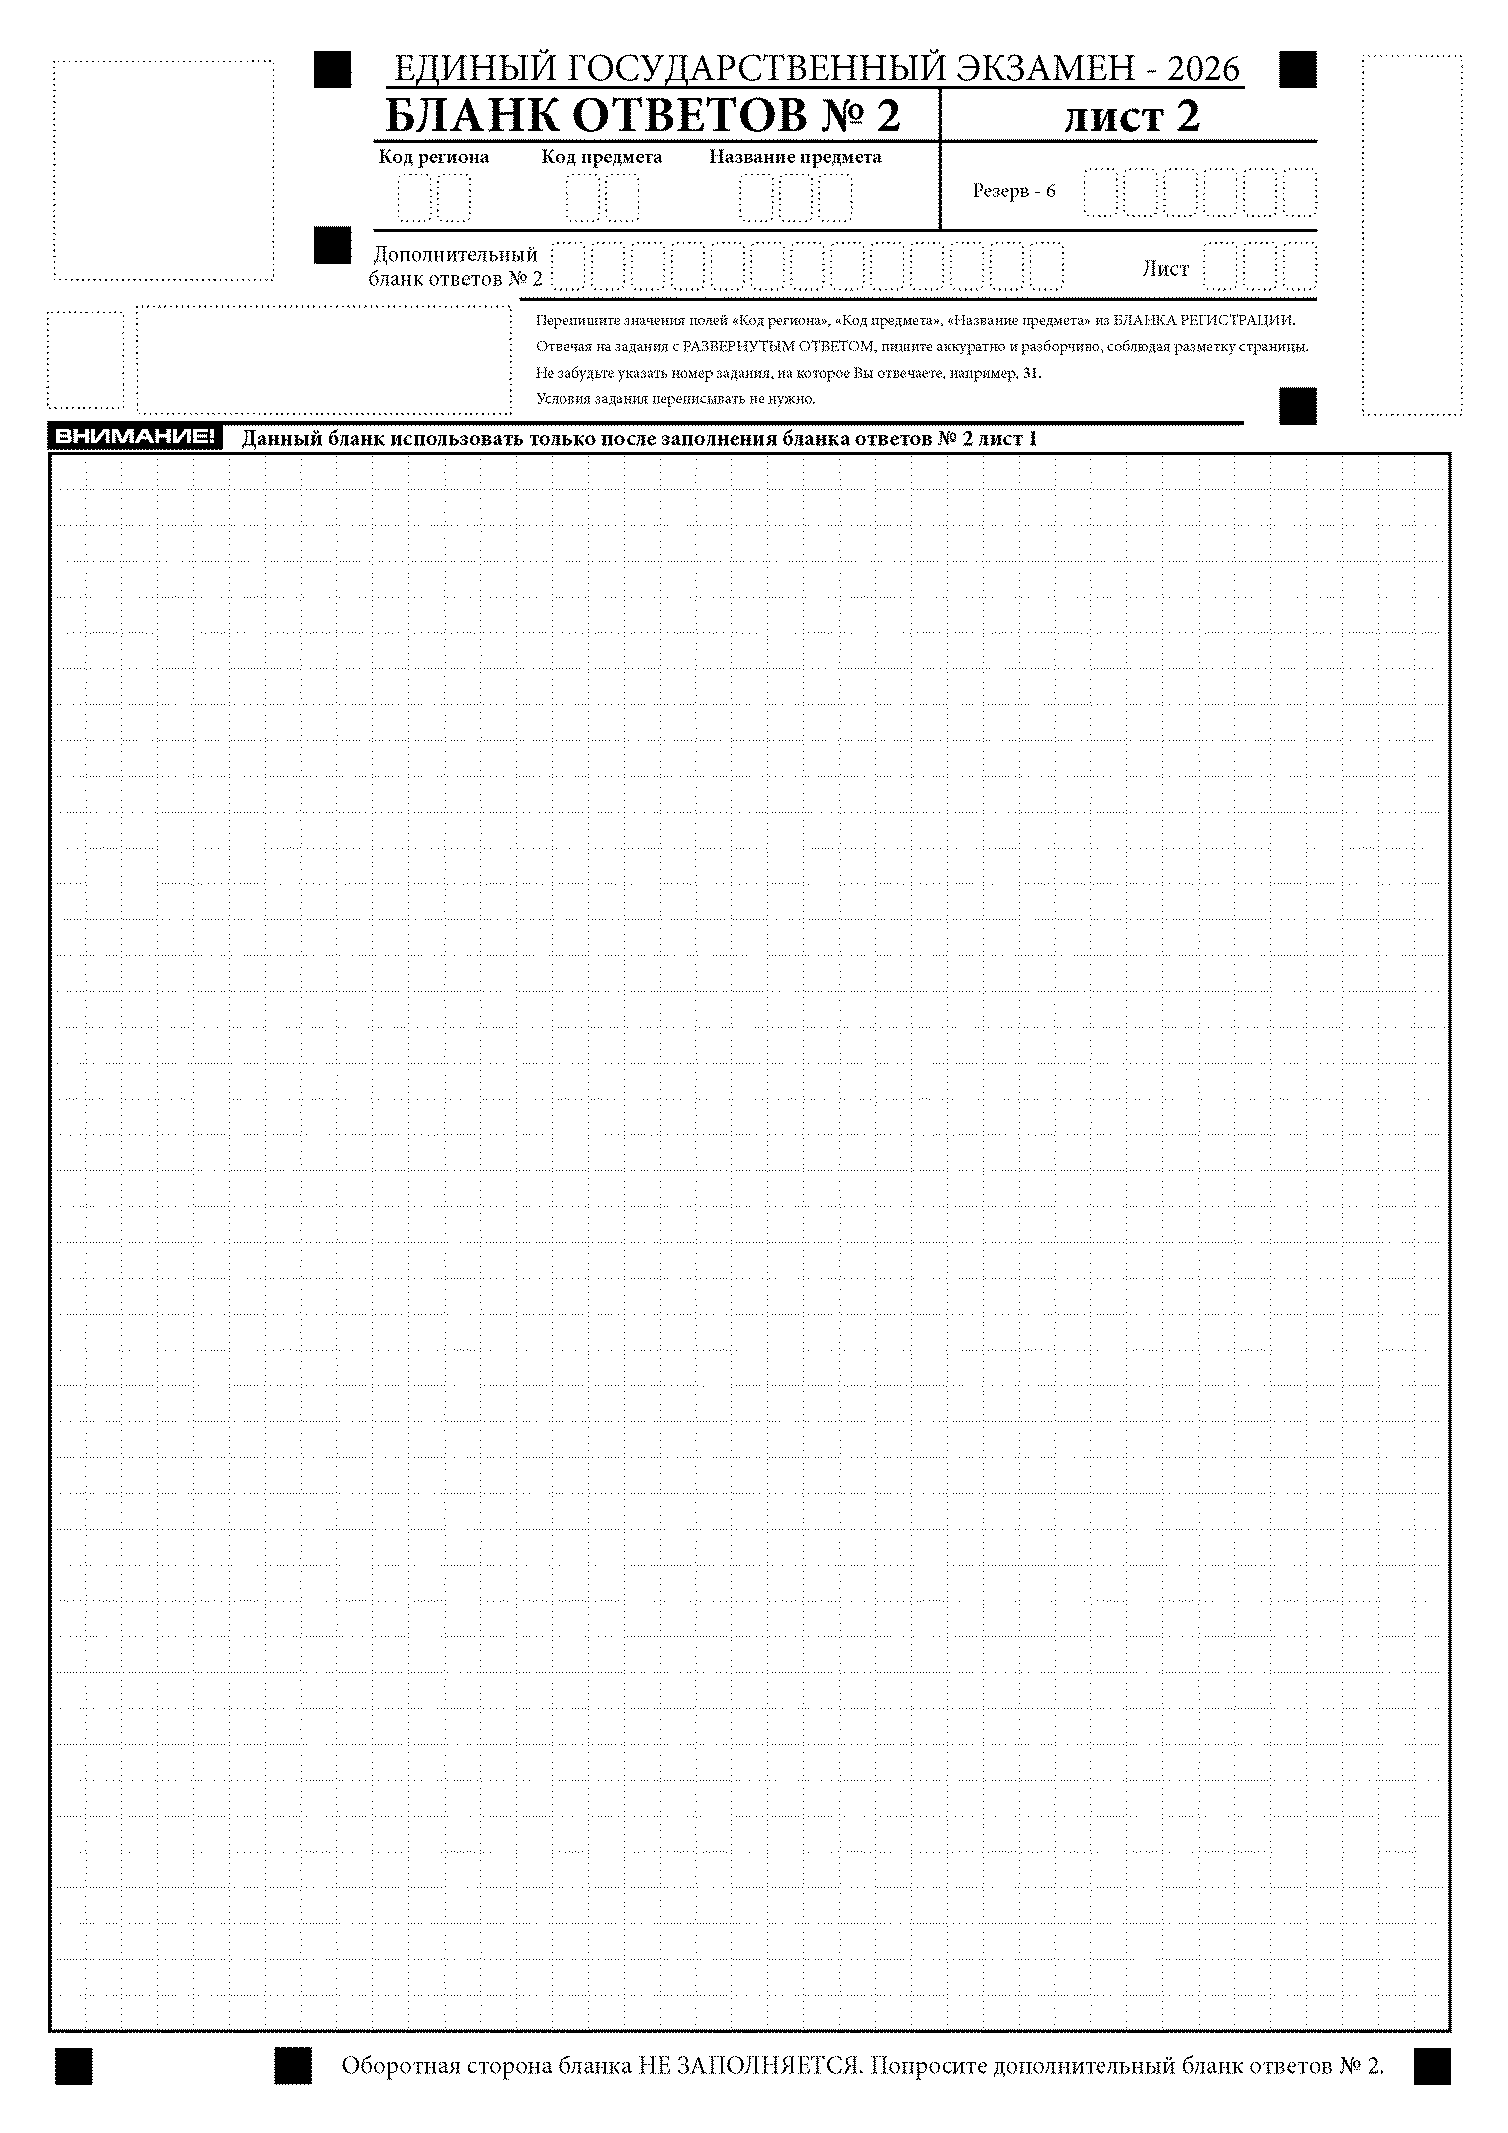 ЕДИНЫЙ ГОСУДАРСТВЕННЫЙ ЭКЗАМЕН - 2026
БЛАНК ОТВЕТОВ № 2 лист 2
Код региона Код предмета Название предмета
Резерв - 6
Дополнительный
бланк ответов № 2
Лист
Перепишите значения полей «Код региона», «Код предмета», «Название предмета» из БЛАНКА РЕГИСТРАЦИИ.
Отвечая на задания с РАЗВЕРНУТЫМ ОТВЕТОМ, пишите аккуратно и разборчиво, соблюдая разметку страницы.
Не забудьте указать номер задания, на которое Вы отвечаете, например, 31.
Условия задания переписывать не нужно.
ВНИМАНИЕ! Данный бланк использовать только после заполнения бланка ответов № 2 лист 1
Оборотная сторона бланка НЕ ЗАПОЛНЯЕТСЯ. Попросите дополнительный бланк ответов № 2.